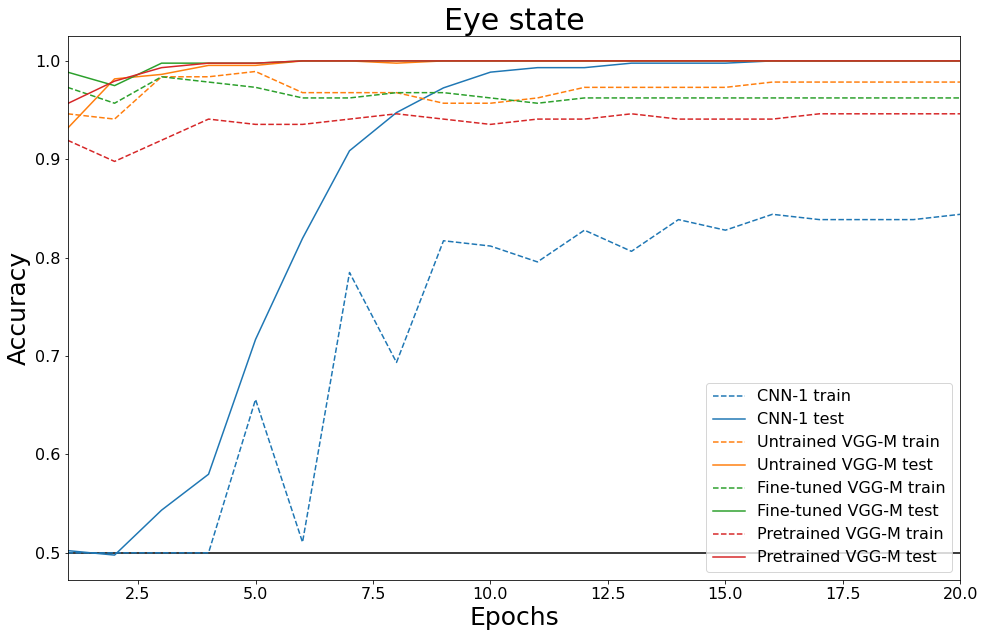 Eye state
Accuracy
1.0
0.9
0.8
0.7
0.6
0.5
CNN-1 train
CNN-1 test
Untrained VGG-M train
Untrained VGG-M test
Fine-tuned VGG-M train
Fine-tuned VGG-M test
Pretrained VGG-M train
Pretrained VGG-M test
2.5 5.0 7.5 10.0 12.5 15.0 17.5 20.0
Epochs